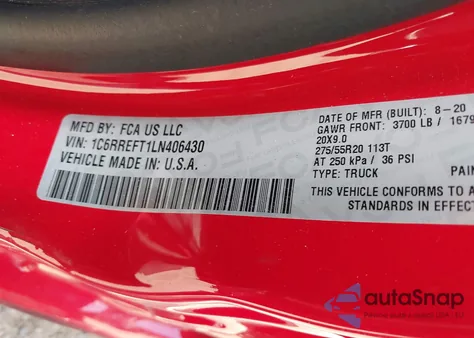 MFD BY: FCA US LLC
VIN: 1C6RREFT1LN406430
VEHICLE MADE IN: U.S.A.
DATE OF MFR (BUILT): 8-20
GAWR FRONT: 3700 LB / 1679
20X9.0
275/55R20 113T
AT 250 kPa / 36 PSI
TYPE: TRUCK PAIN
THIS VEHICLE CONFORMS TO A
STANDARDS IN EFFECT
autoSnap